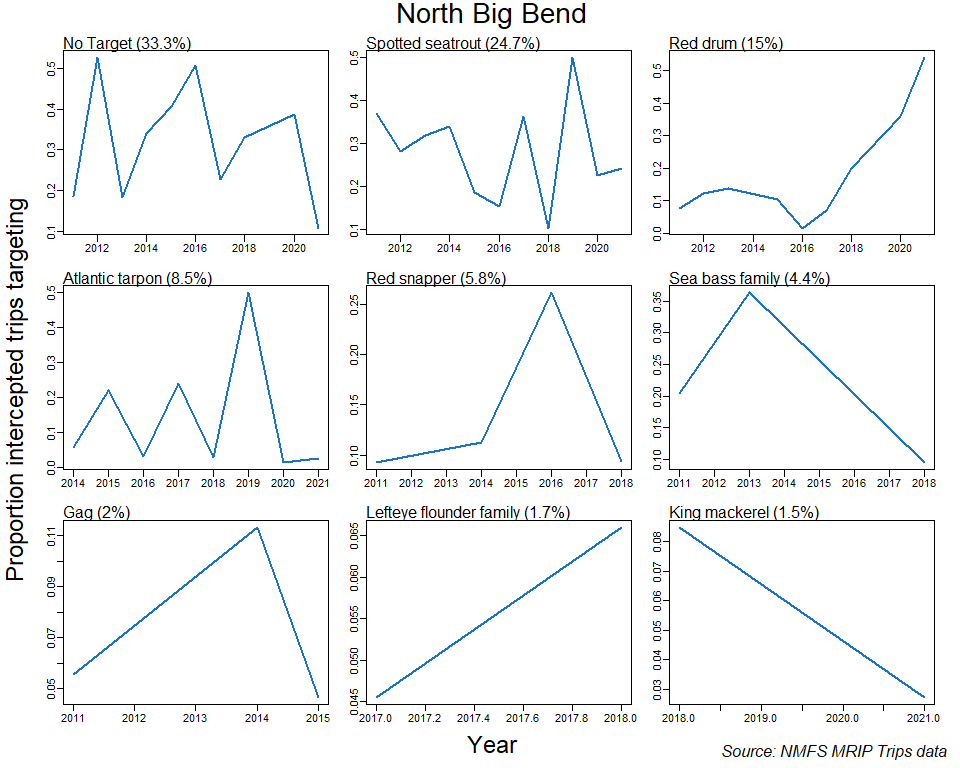 North Big Bend
No Target (33.3%)
0.1 0.2 0.3 0.4 0.5
2012 2014 2016 2018 2020
Spotted seatrout (24.7%)
0.1 0.2 0.3 0.4 0.5
2012 2014 2016 2018 2020
Red drum (15%)
0.0 0.1 0.2 0.3 0.4 0.5
2012 2014 2016 2018 2020
Atlantic tarpon (8.5%)
0.0 0.1 0.2 0.3 0.4 0.5
2014 2015 2016 2017 2018 2019 2020 2021
Red snapper (5.8%)
0.10 0.15 0.20 0.25
2011 2012 2013 2014 2015 2016 2017 2018
Sea bass family (4.4%)
0.10 0.15 0.20 0.25 0.30 0.35
2011 2012 2013 2014 2015 2016 2017 2018
Gag (2%)
0.05 0.07 0.09 0.11
2011 2012 2013 2014 2015
Lefteye flounder family (1.7%)
0.045 0.050 0.055 0.060 0.065
2017.0 2017.2 2017.4 2017.6 2017.8 2018.0
King mackerel (1.5%)
0.03 0.04 0.05 0.06 0.07 0.08
2018.0 2019.0 2020.0 2021.0
Proportion intercepted trips targeting
Year
Source: NMFS MRIP Trips data